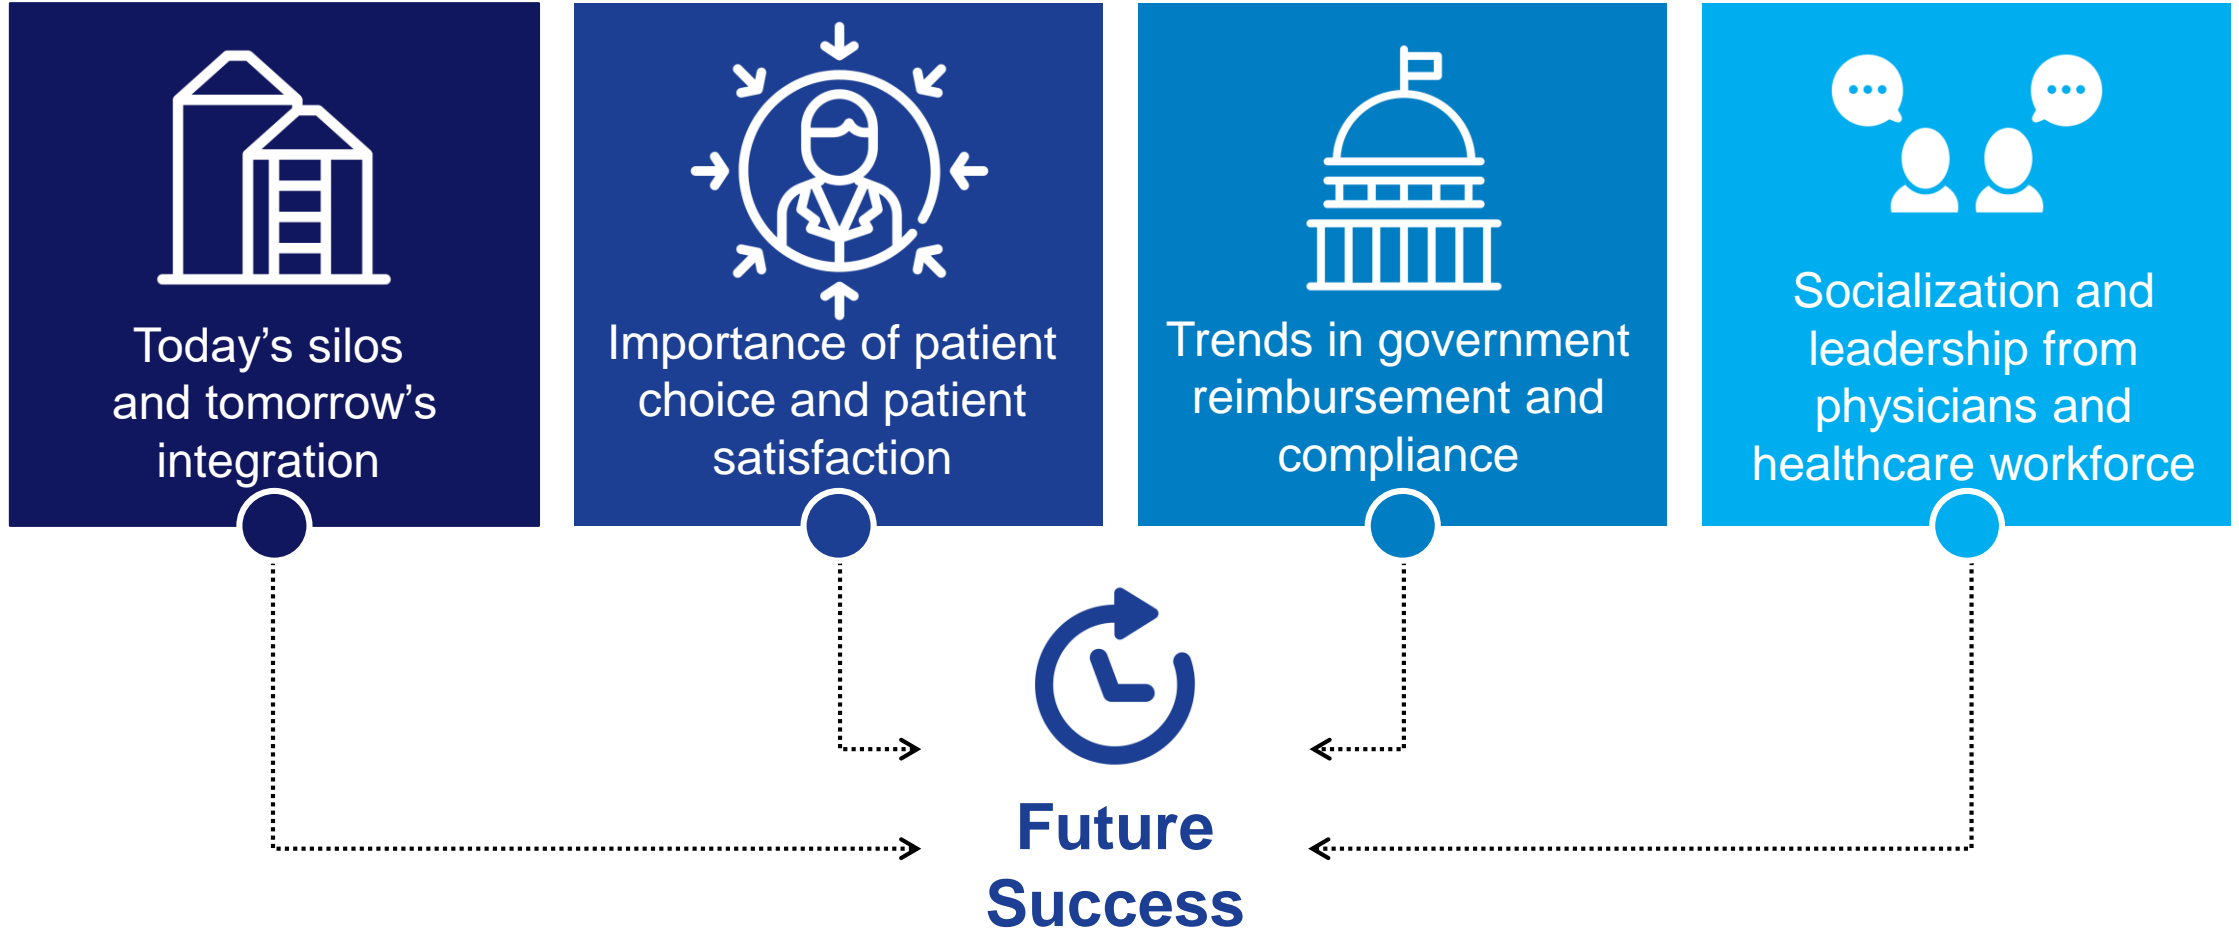 Today’s silos
and tomorrow’s
integration
Importance of patient
choice and patient
satisfaction
Trends in government
reimbursement and
compliance
Socialization and
leadership from
physicians and
healthcare workforce
Future
Success